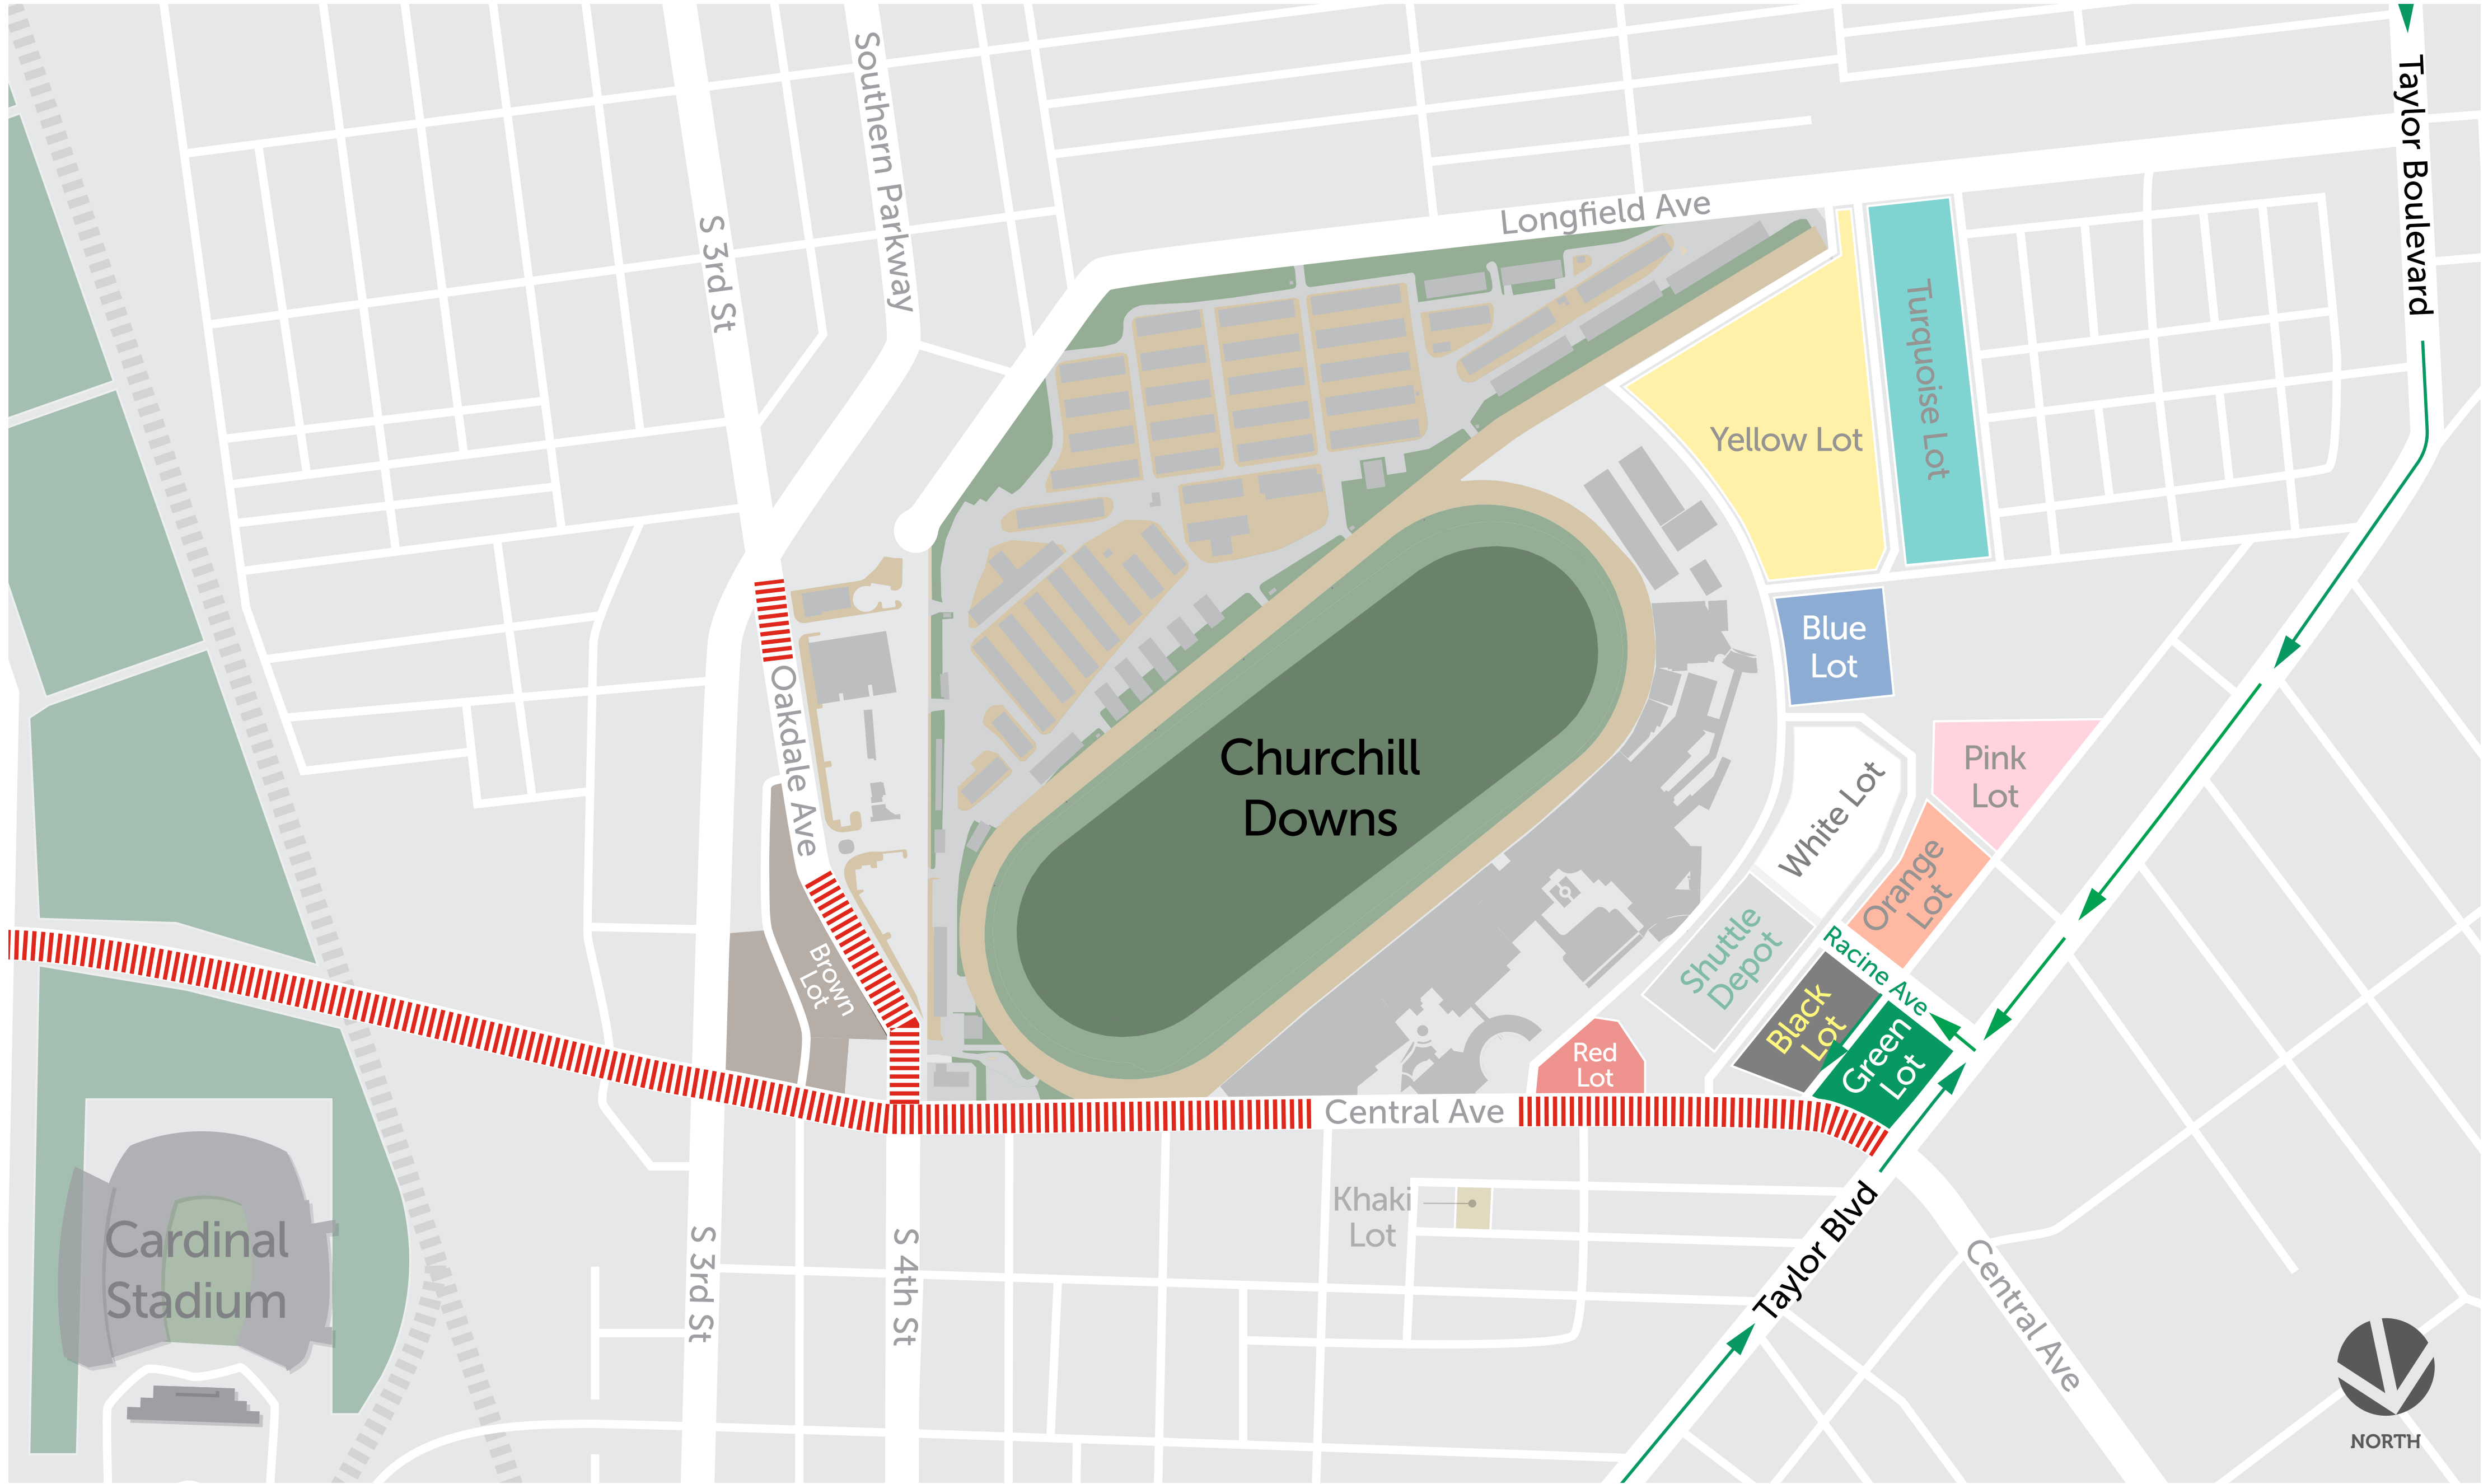 Southern Parkway
Taylor Boulevard
S 3rd St
Longfield Ave
Turquoise Lot
Yellow Lot
Blue
Lot
Oakdale Ave
Churchill
Downs
Pink
Lot
White Lot
Orange
Lot
Shuttle
Depot
Racine Ave
Brown
Lot
Black
Lot
Green
Lot
Red
Lot
Central Ave
Khaki
Lot
Cardinal
Stadium
S 3rd St
S 4th St
Taylor Blvd
Central Ave
NORTH